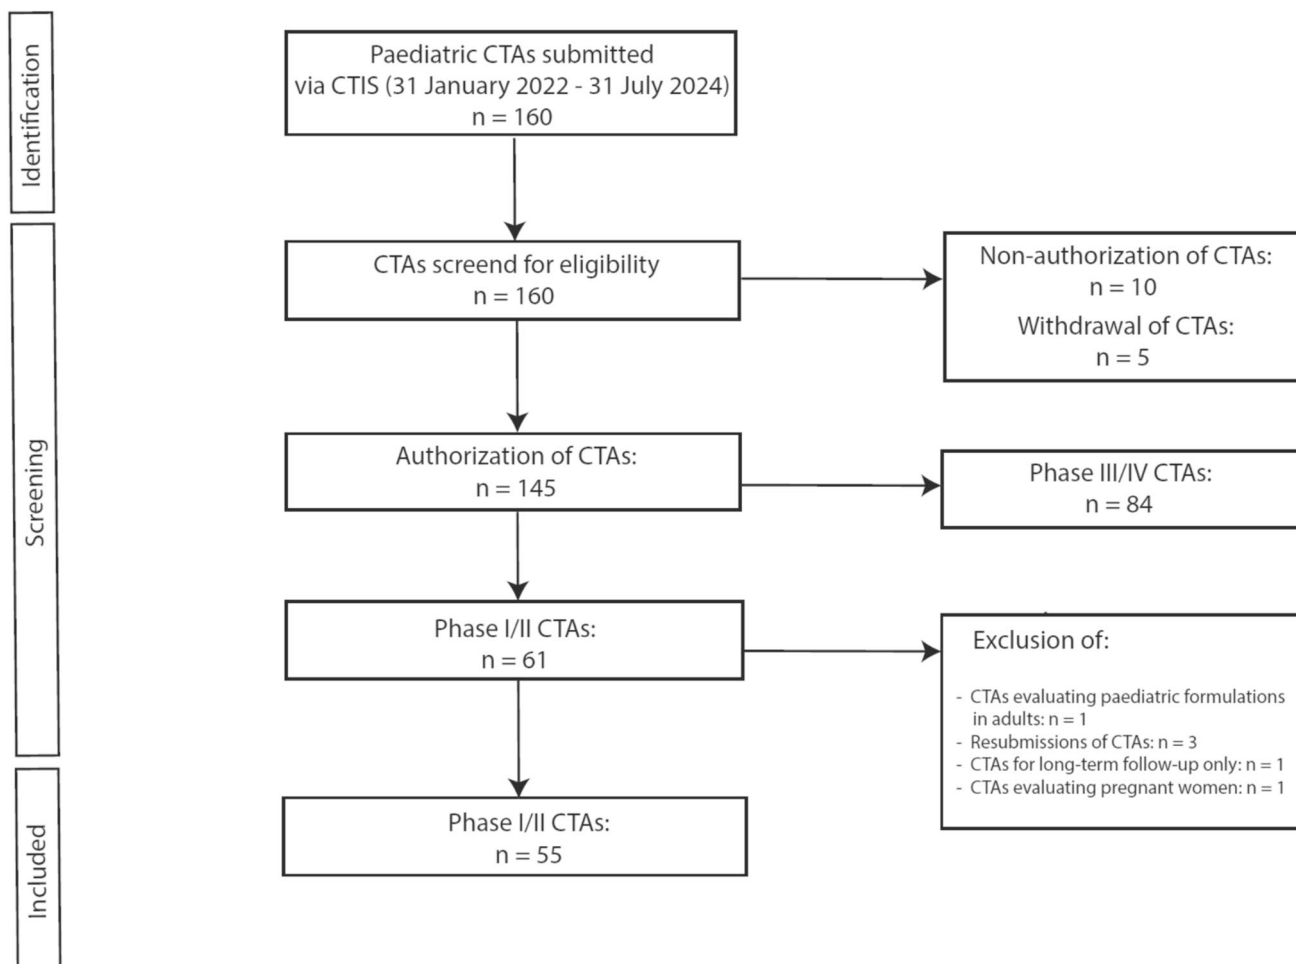 Identification
Paediatric CTAs submitted
via CTIS (31 January 2022 - 31 July 2024)
n = 160
Screening
CTAs screend for eligibility
n = 160
Non-authorization of CTAs:
n = 10
Withdrawal of CTAs:
n = 5
Authorization of CTAs:
n = 145
Phase III/IV CTAs:
n = 84
Phase I/II CTAs:
n = 61
Exclusion of:
- CTAs evaluating paediatric formulations
in adults: n = 1
- Resubmissions of CTAs: n = 3
- CTAs for long-term follow-up only: n = 1
- CTAs evaluating pregnant women: n = 1
Included
Phase I/II CTAs:
n = 55